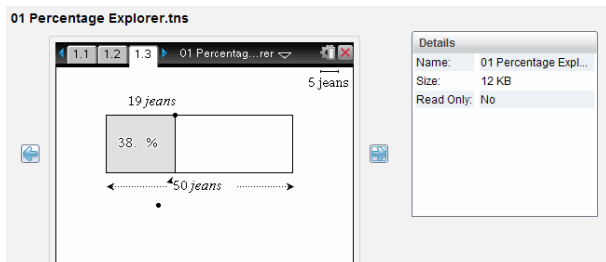 01 Percentage Explorer.tns
1.1 1.2 1.3 01 Percentag...rer
5 jeans
19 jeans
38. %
50 jeans
Details
Name: 01 Percentage Expl...
Size: 12 KB
Read Only: No